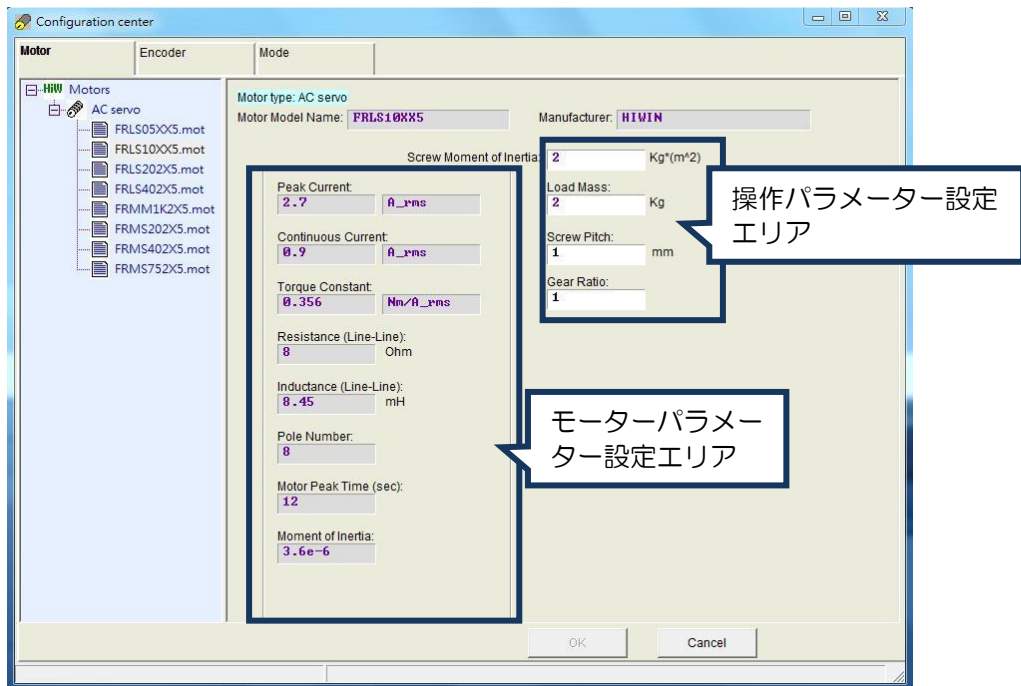 Configuration center
Motor
Encoder
Mode
HiW Motors
AC servo
FRLS05XX5.mot
FRLS10XX5.mot
FRLS202X5.mot
FRLS402X5.mot
FRMM1K2X5.mot
FRMS202X5.mot
FRMS402X5.mot
FRMS752X5.mot
Motor type: AC servo
Motor Model Name: FRLS10XX5
Manufacturer: HIWIN
Screw Moment of Inertia: 2 Kg*(m^2)
Peak Current:
2.7 A_rms
Continuous Current:
0.9 A_rms
Torque Constant:
0.356 Nm/A_rms
Resistance (Line-Line):
8 Ohm
Inductance (Line-Line):
8.45 mH
Pole Number:
8
Motor Peak Time (sec):
12
Moment of Inertia:
3.6e-6
Load Mass:
2 Kg
Screw Pitch:
1 mm
Gear Ratio:
1
操作パラメーター設定
エリア
モーターパラメー
ター設定エリア
OK
Cancel